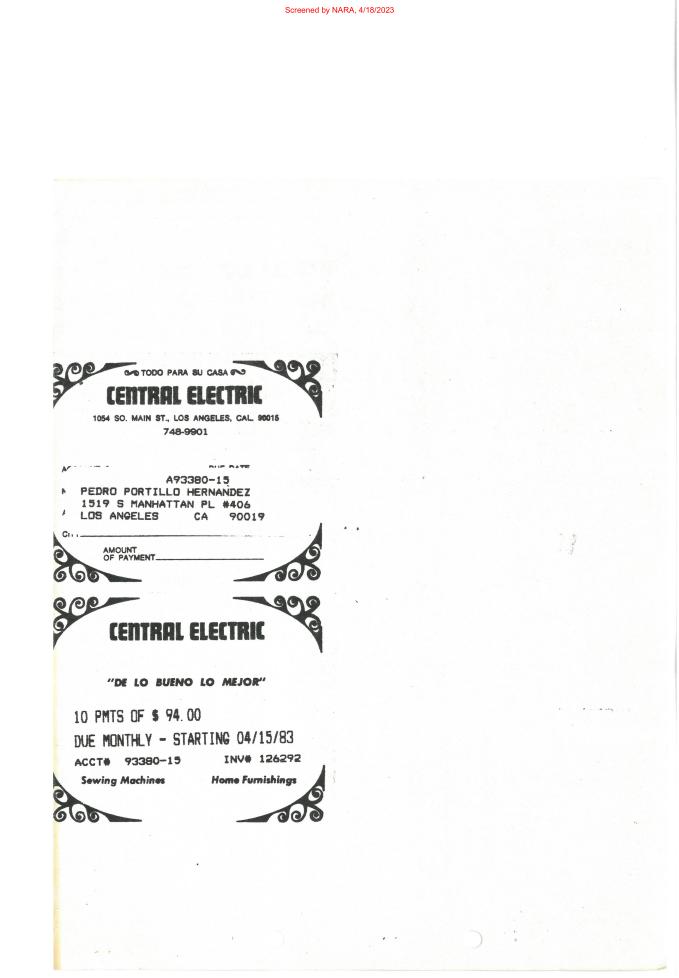 Screened by NARA, 4/18/2023
TODO PARA SU CASA
CENTRAL ELECTRIC
1054 SO. MAIN ST., LOS ANGELES, CAL. 90015
748-9901
DUE DATE
A93380-15
PEDRO PORTILLO HERNANDEZ
1519 S MANHATTAN PL #406
LOS ANGELES CA 90019
AMOUNT
OF PAYMENT
CENTRAL ELECTRIC
"DE LO BUENO LO MEJOR"
10 PMTS OF $ 94.00
DUE MONTHLY - STARTING 04/15/83
ACCT# 93380-15 INV# 126292
Sewing Machines Home Furnishings